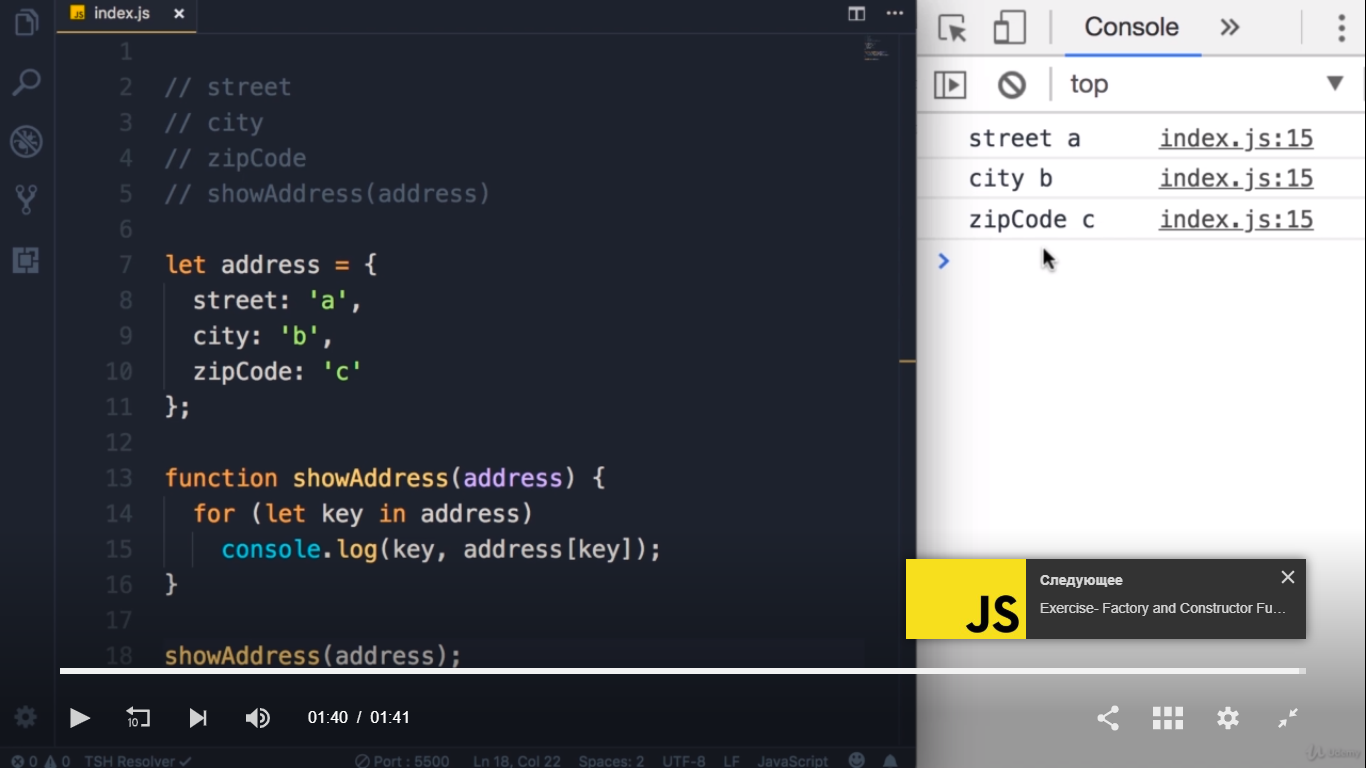 index.js
1
2 // street
3 // city
4 // zipCode
5 // showAddress(address)
6
7 let address = {
8 street: 'a',
9 city: 'b',
10 zipCode: 'c'
11 };
12
13 function showAddress(address) {
14 for (let key in address)
15 console.log(key, address[key]);
16 }
17
18 showAddress(address);
Console
top
street a index.js:15
city b index.js:15
zipCode c index.js:15
JS
Следующее
Exercise- Factory and Constructor Fu...
10
01:40 / 01:41
0 0 TSH Resolver Port : 5500 Ln 18, Col 22 Spaces: 2 UTF-8 LF JavaScript
Udemy